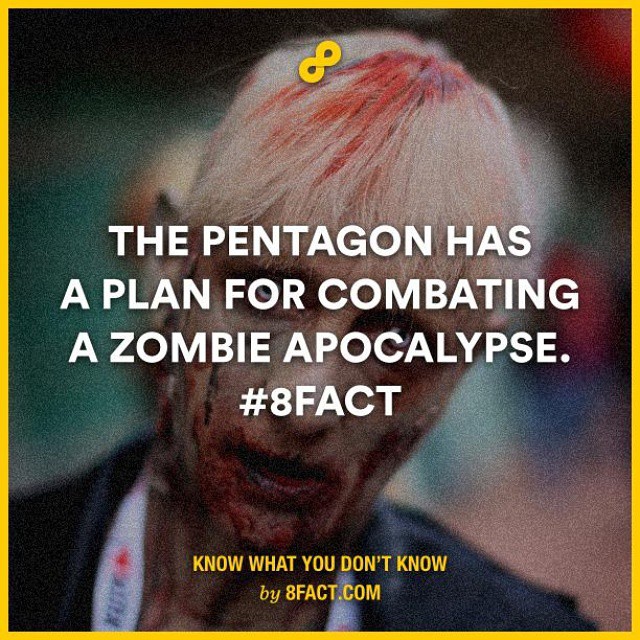 THE PENTAGON HAS
A PLAN FOR COMBATING
A ZOMBIE APOCALYPSE.
#8FACT
KNOW WHAT YOU DON'T KNOW
by 8FACT.COM